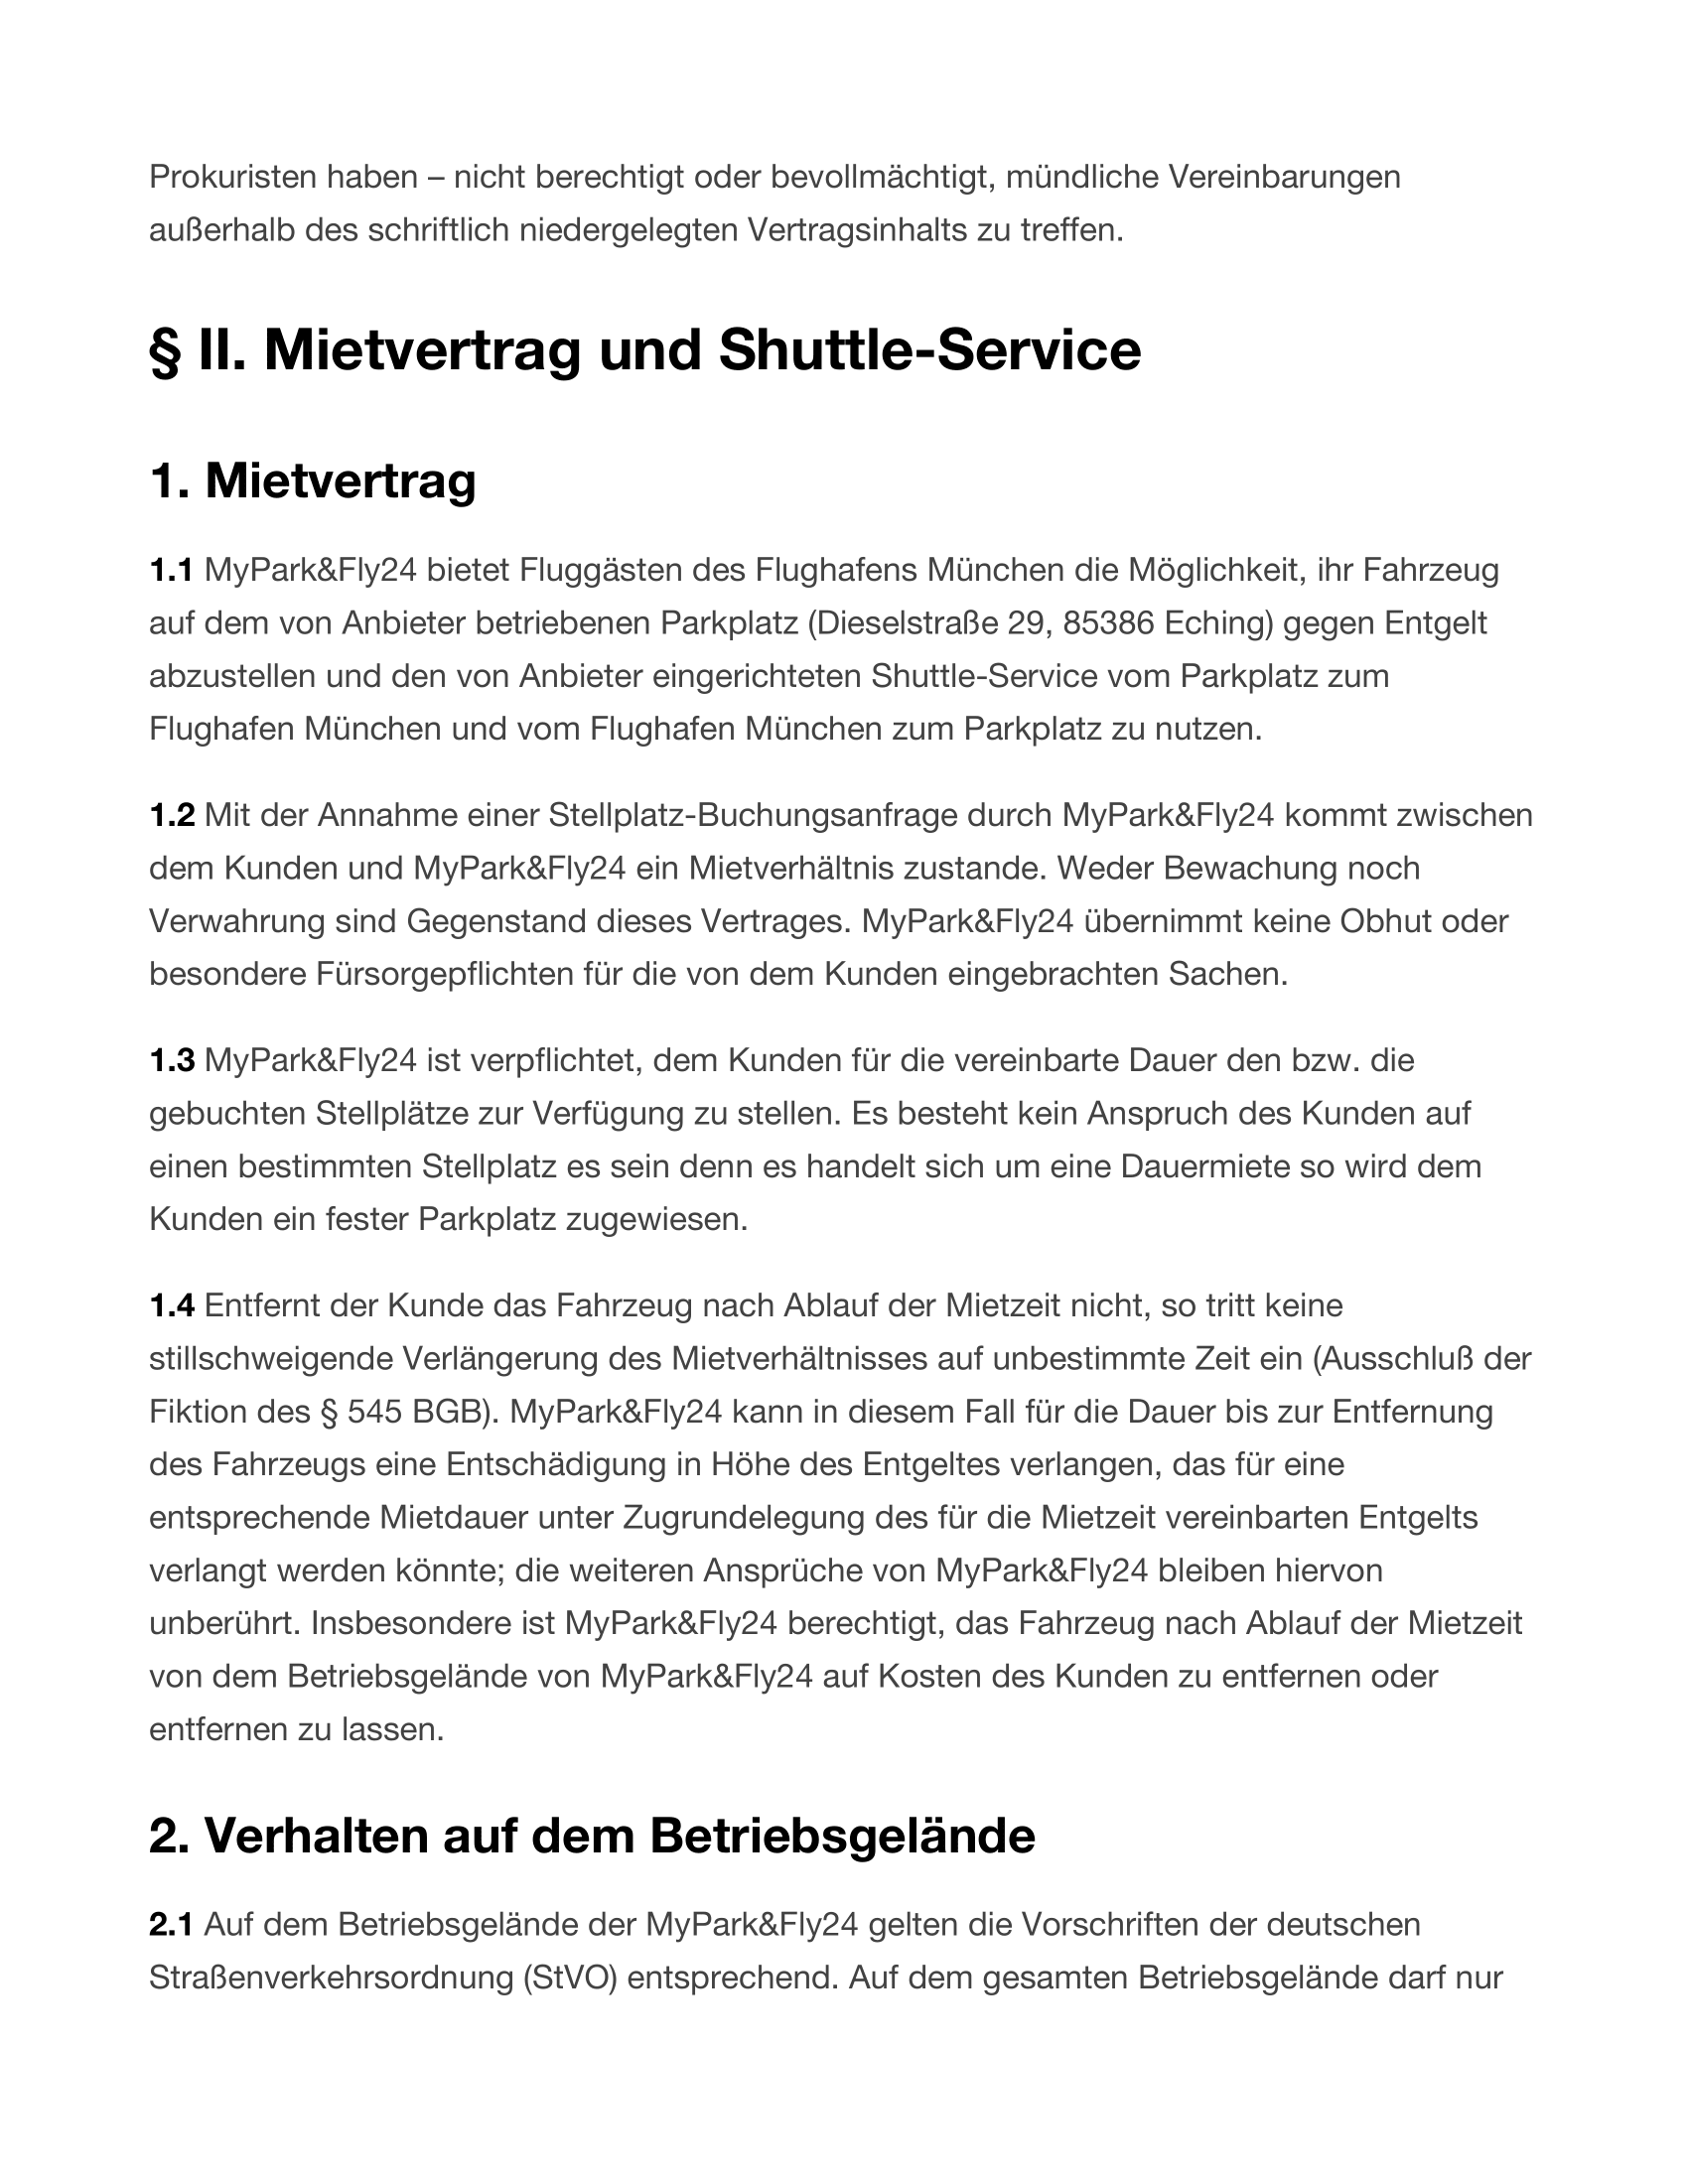 Prokuristen haben – nicht berechtigt oder bevollmächtigt, mündliche Vereinbarungen
außerhalb des schriftlich niedergelegten Vertragsinhalts zu treffen.
§ II. Mietvertrag und Shuttle-Service
1. Mietvertrag
1.1 MyPark&Fly24 bietet Fluggästen des Flughafens München die Möglichkeit, ihr Fahrzeug
auf dem von Anbieter betriebenen Parkplatz (Dieselstraße 29, 85386 Eching) gegen Entgelt
abzustellen und den von Anbieter eingerichteten Shuttle-Service vom Parkplatz zum
Flughafen München und vom Flughafen München zum Parkplatz zu nutzen.
1.2 Mit der Annahme einer Stellplatz-Buchungsanfrage durch MyPark&Fly24 kommt zwischen
dem Kunden und MyPark&Fly24 ein Mietverhältnis zustande. Weder Bewachung noch
Verwahrung sind Gegenstand dieses Vertrages. MyPark&Fly24 übernimmt keine Obhut oder
besondere Fürsorgepflichten für die von dem Kunden eingebrachten Sachen.
1.3 MyPark&Fly24 ist verpflichtet, dem Kunden für die vereinbarte Dauer den bzw. die
gebuchten Stellplätze zur Verfügung zu stellen. Es besteht kein Anspruch des Kunden auf
einen bestimmten Stellplatz es sein denn es handelt sich um eine Dauermiete so wird dem
Kunden ein fester Parkplatz zugewiesen.
1.4 Entfernt der Kunde das Fahrzeug nach Ablauf der Mietzeit nicht, so tritt keine
stillschweigende Verlängerung des Mietverhältnisses auf unbestimmte Zeit ein (Ausschluß der
Fiktion des § 545 BGB). MyPark&Fly24 kann in diesem Fall für die Dauer bis zur Entfernung
des Fahrzeugs eine Entschädigung in Höhe des Entgeltes verlangen, das für eine
entsprechende Mietdauer unter Zugrundelegung des für die Mietzeit vereinbarten Entgelts
verlangt werden könnte; die weiteren Ansprüche von MyPark&Fly24 bleiben hiervon
unberührt. Insbesondere ist MyPark&Fly24 berechtigt, das Fahrzeug nach Ablauf der Mietzeit
von dem Betriebsgelände von MyPark&Fly24 auf Kosten des Kunden zu entfernen oder
entfernen zu lassen.
2. Verhalten auf dem Betriebsgelände
2.1 Auf dem Betriebsgelände der MyPark&Fly24 gelten die Vorschriften der deutschen
Straßenverkehrsordnung (StVO) entsprechend. Auf dem gesamten Betriebsgelände darf nur